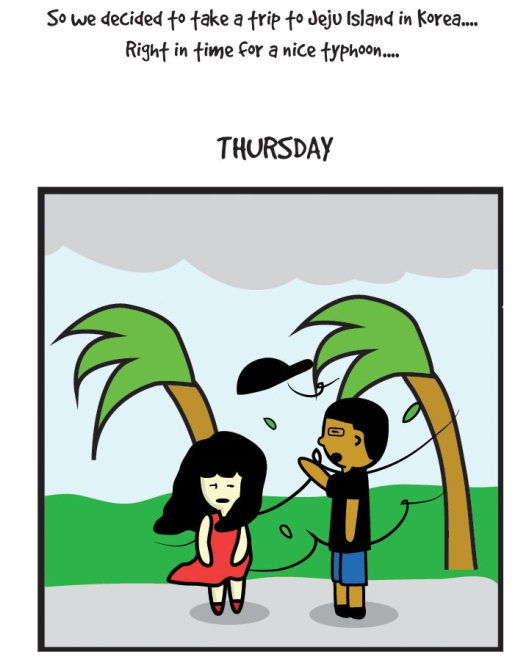 So we decided to take a trip to Jeju Island in Korea....
Right in time for a nice typhoon....
THURSDAY